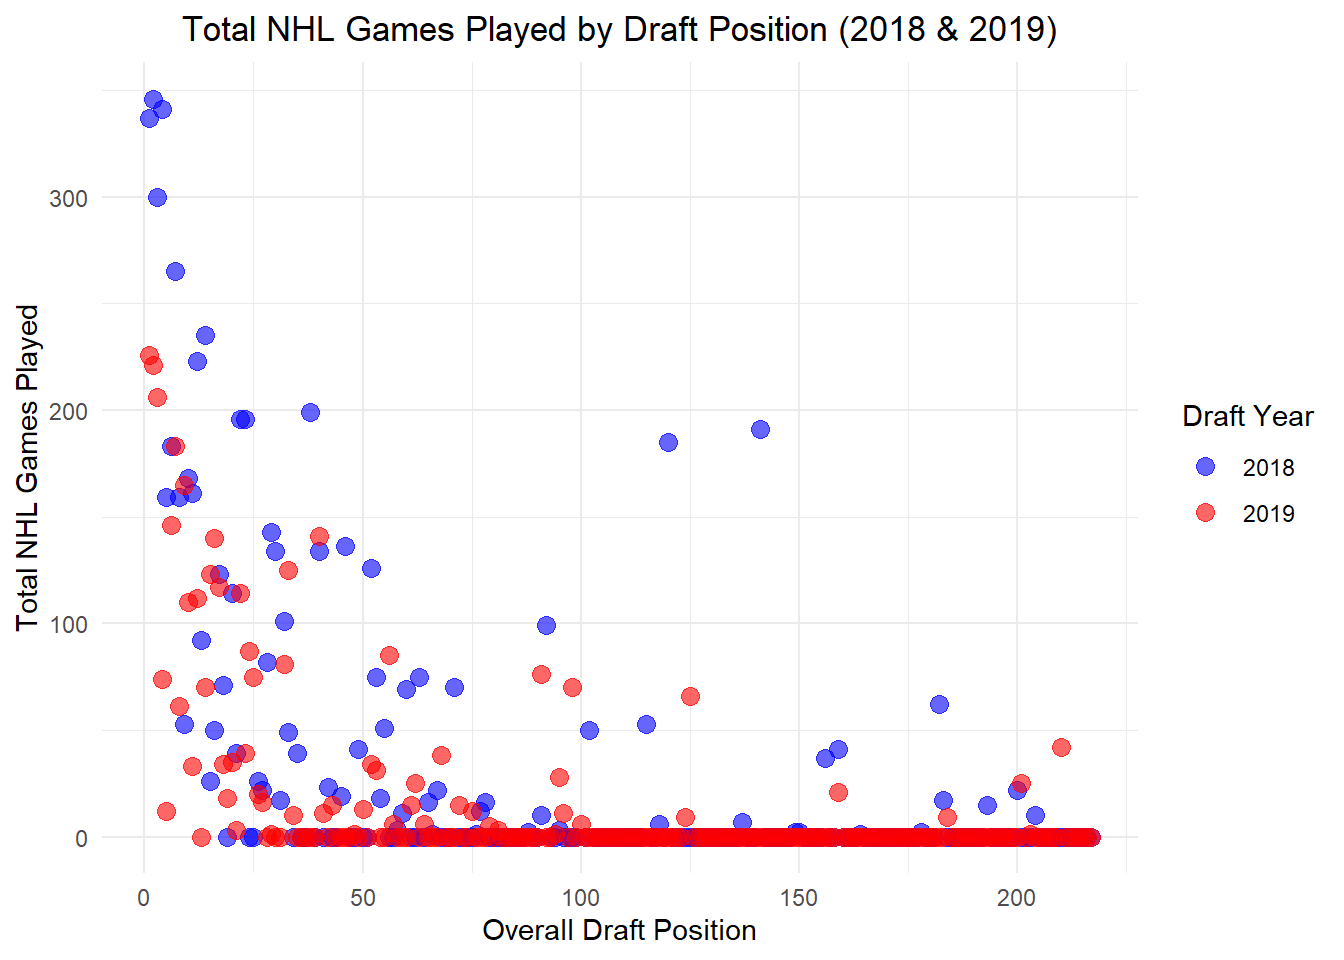 Total NHL Games Played by Draft Position (2018 & 2019)
Total NHL Games Played
300
200
100
0
0 50 100 150 200
Overall Draft Position
Draft Year
2018
2019